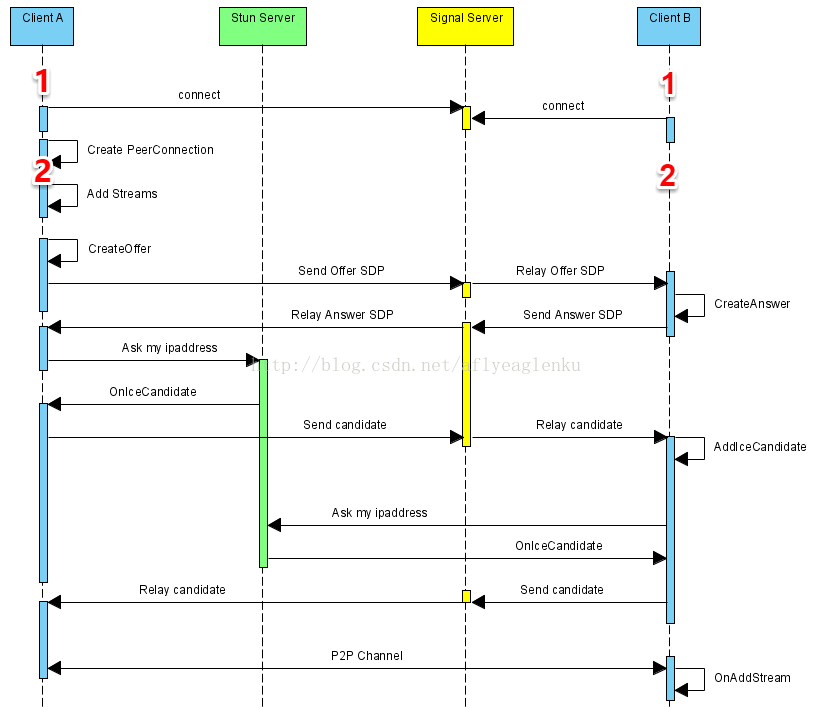 Client A
Stun Server
Signal Server
Client B
1
1
connect
connect
Create PeerConnection
2
2
Add Streams
CreateOffer
Send Offer SDP
Relay Offer SDP
CreateAnswer
Relay Answer SDP
Send Answer SDP
Ask my ipaddress
http://blog.csdn.net/aflyeaglenku
OnIceCandidate
Send candidate
Relay candidate
AddIceCandidate
Ask my ipaddress
OnIceCandidate
Relay candidate
Send candidate
P2P Channel
OnAddStream